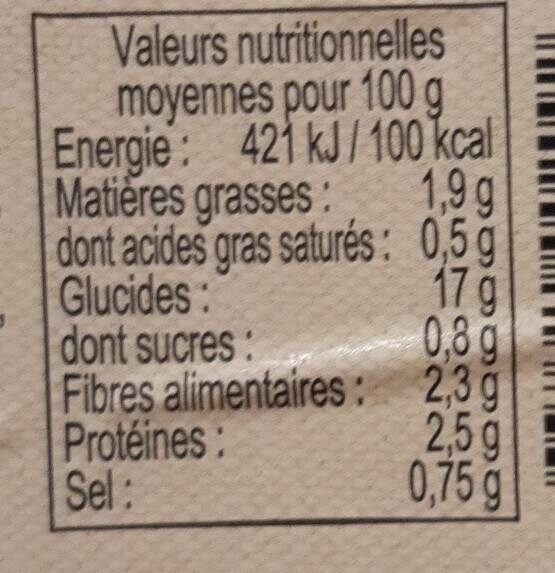 Valeurs nutritionnelles
moyennes pour 100 g
Energie : 421 kJ / 100 kcal
Matières grasses : 1,9 g
dont acides gras saturés : 0,5 g
Glucides : 17 g
dont sucres : 0,8 g
Fibres alimentaires : 2,3 g
Protéines : 2,5 g
Sel : 0,75 g